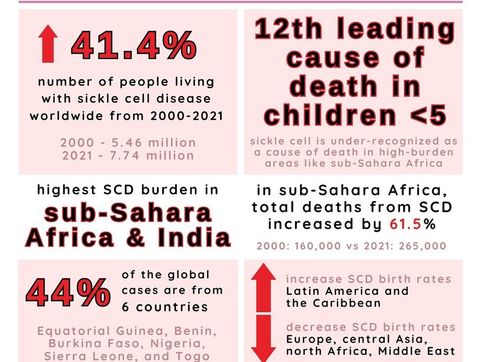 41.4%
number of people living
with sickle cell disease
worldwide from 2000-2021
2000 - 5.46 million
2021 - 7.74 million
12th leading
cause of
death in
children <5
sickle cell is under-recognized as
a cause of death in high-burden
areas like sub-Sahara Africa
highest SCD burden in
sub-Sahara
Africa & India
in sub-Sahara Africa,
total deaths from SCD
increased by 61.5%
2000: 160,000 vs 2021: 265,000
44%
of the global
cases are from
6 countries
Equatorial Guinea, Benin,
Burkina Faso, Nigeria,
Sierra Leone, and Togo
increase SCD birth rates
Latin America and
the Caribbean
decrease SCD birth rates
Europe, central Asia,
north Africa, Middle East